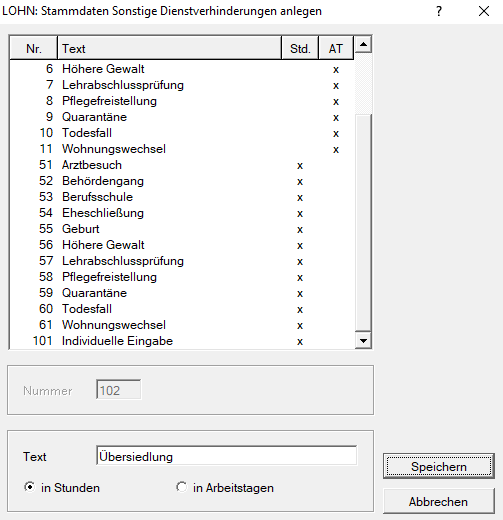 LOHN: Stammdaten Sonstige Dienstverhinderungen anlegen ? ×
Nr. Text Std. AT
6 Höhere Gewalt x
7 Lehrabschlussprüfung x
8 Pflegefreistellung x
9 Quarantäne x
10 Todesfall x
11 Wohnungswechsel x
51 Arztbesuch x
52 Behördengang x
53 Berufsschule x
54 Eheschließung x
55 Geburt x
56 Höhere Gewalt x
57 Lehrabschlussprüfung x
58 Pflegefreistellung x
59 Quarantäne x
60 Todesfall x
61 Wohnungswechsel x
101 Individuelle Eingabe x
Nummer 102
Text Übersiedlung
in Stunden in Arbeitstagen
Speichern
Abbrechen